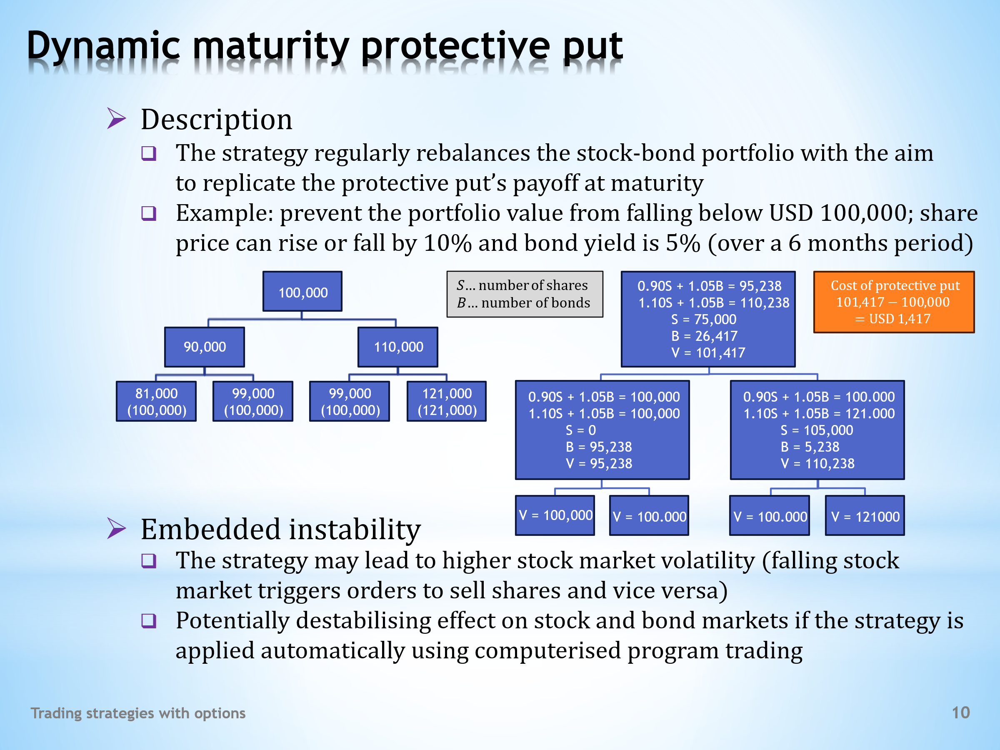 Dynamic maturity protective put
Description
The strategy regularly rebalances the stock-bond portfolio with the aim
to replicate the protective put’s payoff at maturity
Example: prevent the portfolio value from falling below USD 100,000; share
price can rise or fall by 10% and bond yield is 5% (over a 6 months period)
100,000
90,000
110,000
81,000
(100,000)
99,000
(100,000)
99,000
(100,000)
121,000
(121,000)
S… number of shares
B… number of bonds
0.90S + 1.05B = 95,238
1.10S + 1.05B = 110,238
S = 75,000
B = 26,417
V = 101,417
Cost of protective put
101,417 − 100,000
= USD 1,417
0.90S + 1.05B = 100,000
1.10S + 1.05B = 100,000
S = 0
B = 95,238
V = 95,238
0.90S + 1.05B = 100.000
1.10S + 1.05B = 121.000
S = 105,000
B = 5,238
V = 110,238
V = 100,000
V = 100.000
V = 100.000
V = 121000
Embedded instability
The strategy may lead to higher stock market volatility (falling stock
market triggers orders to sell shares and vice versa)
Potentially destabilising effect on stock and bond markets if the strategy is
applied automatically using computerised program trading
Trading strategies with options
10